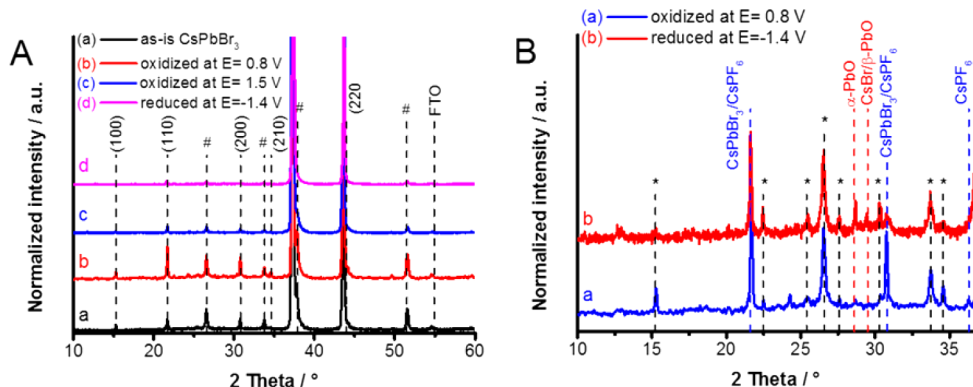 A
(a) as-is CsPbBr3
(b) oxidized at E= 0.8 V
(c) oxidized at E= 1.5 V
(d) reduced at E=-1.4 V
(100)
(110)
#
(200)
#
(210)
#
(220
#
FTO
d
c
b
a
Normalized intensity / a.u.
10 20 30 40 50 60
2 Theta / °
B
(a) oxidized at E= 0.8 V
(b) reduced at E=-1.4 V
CsPbBr3/CsPF6
α-PbO
CsBr/β-PbO
CsPbBr3/CsPF6
CsPF6
* * * * * * * *
b
a
Normalized intensity / a.u.
10 15 20 25 30 35
2 Theta / °